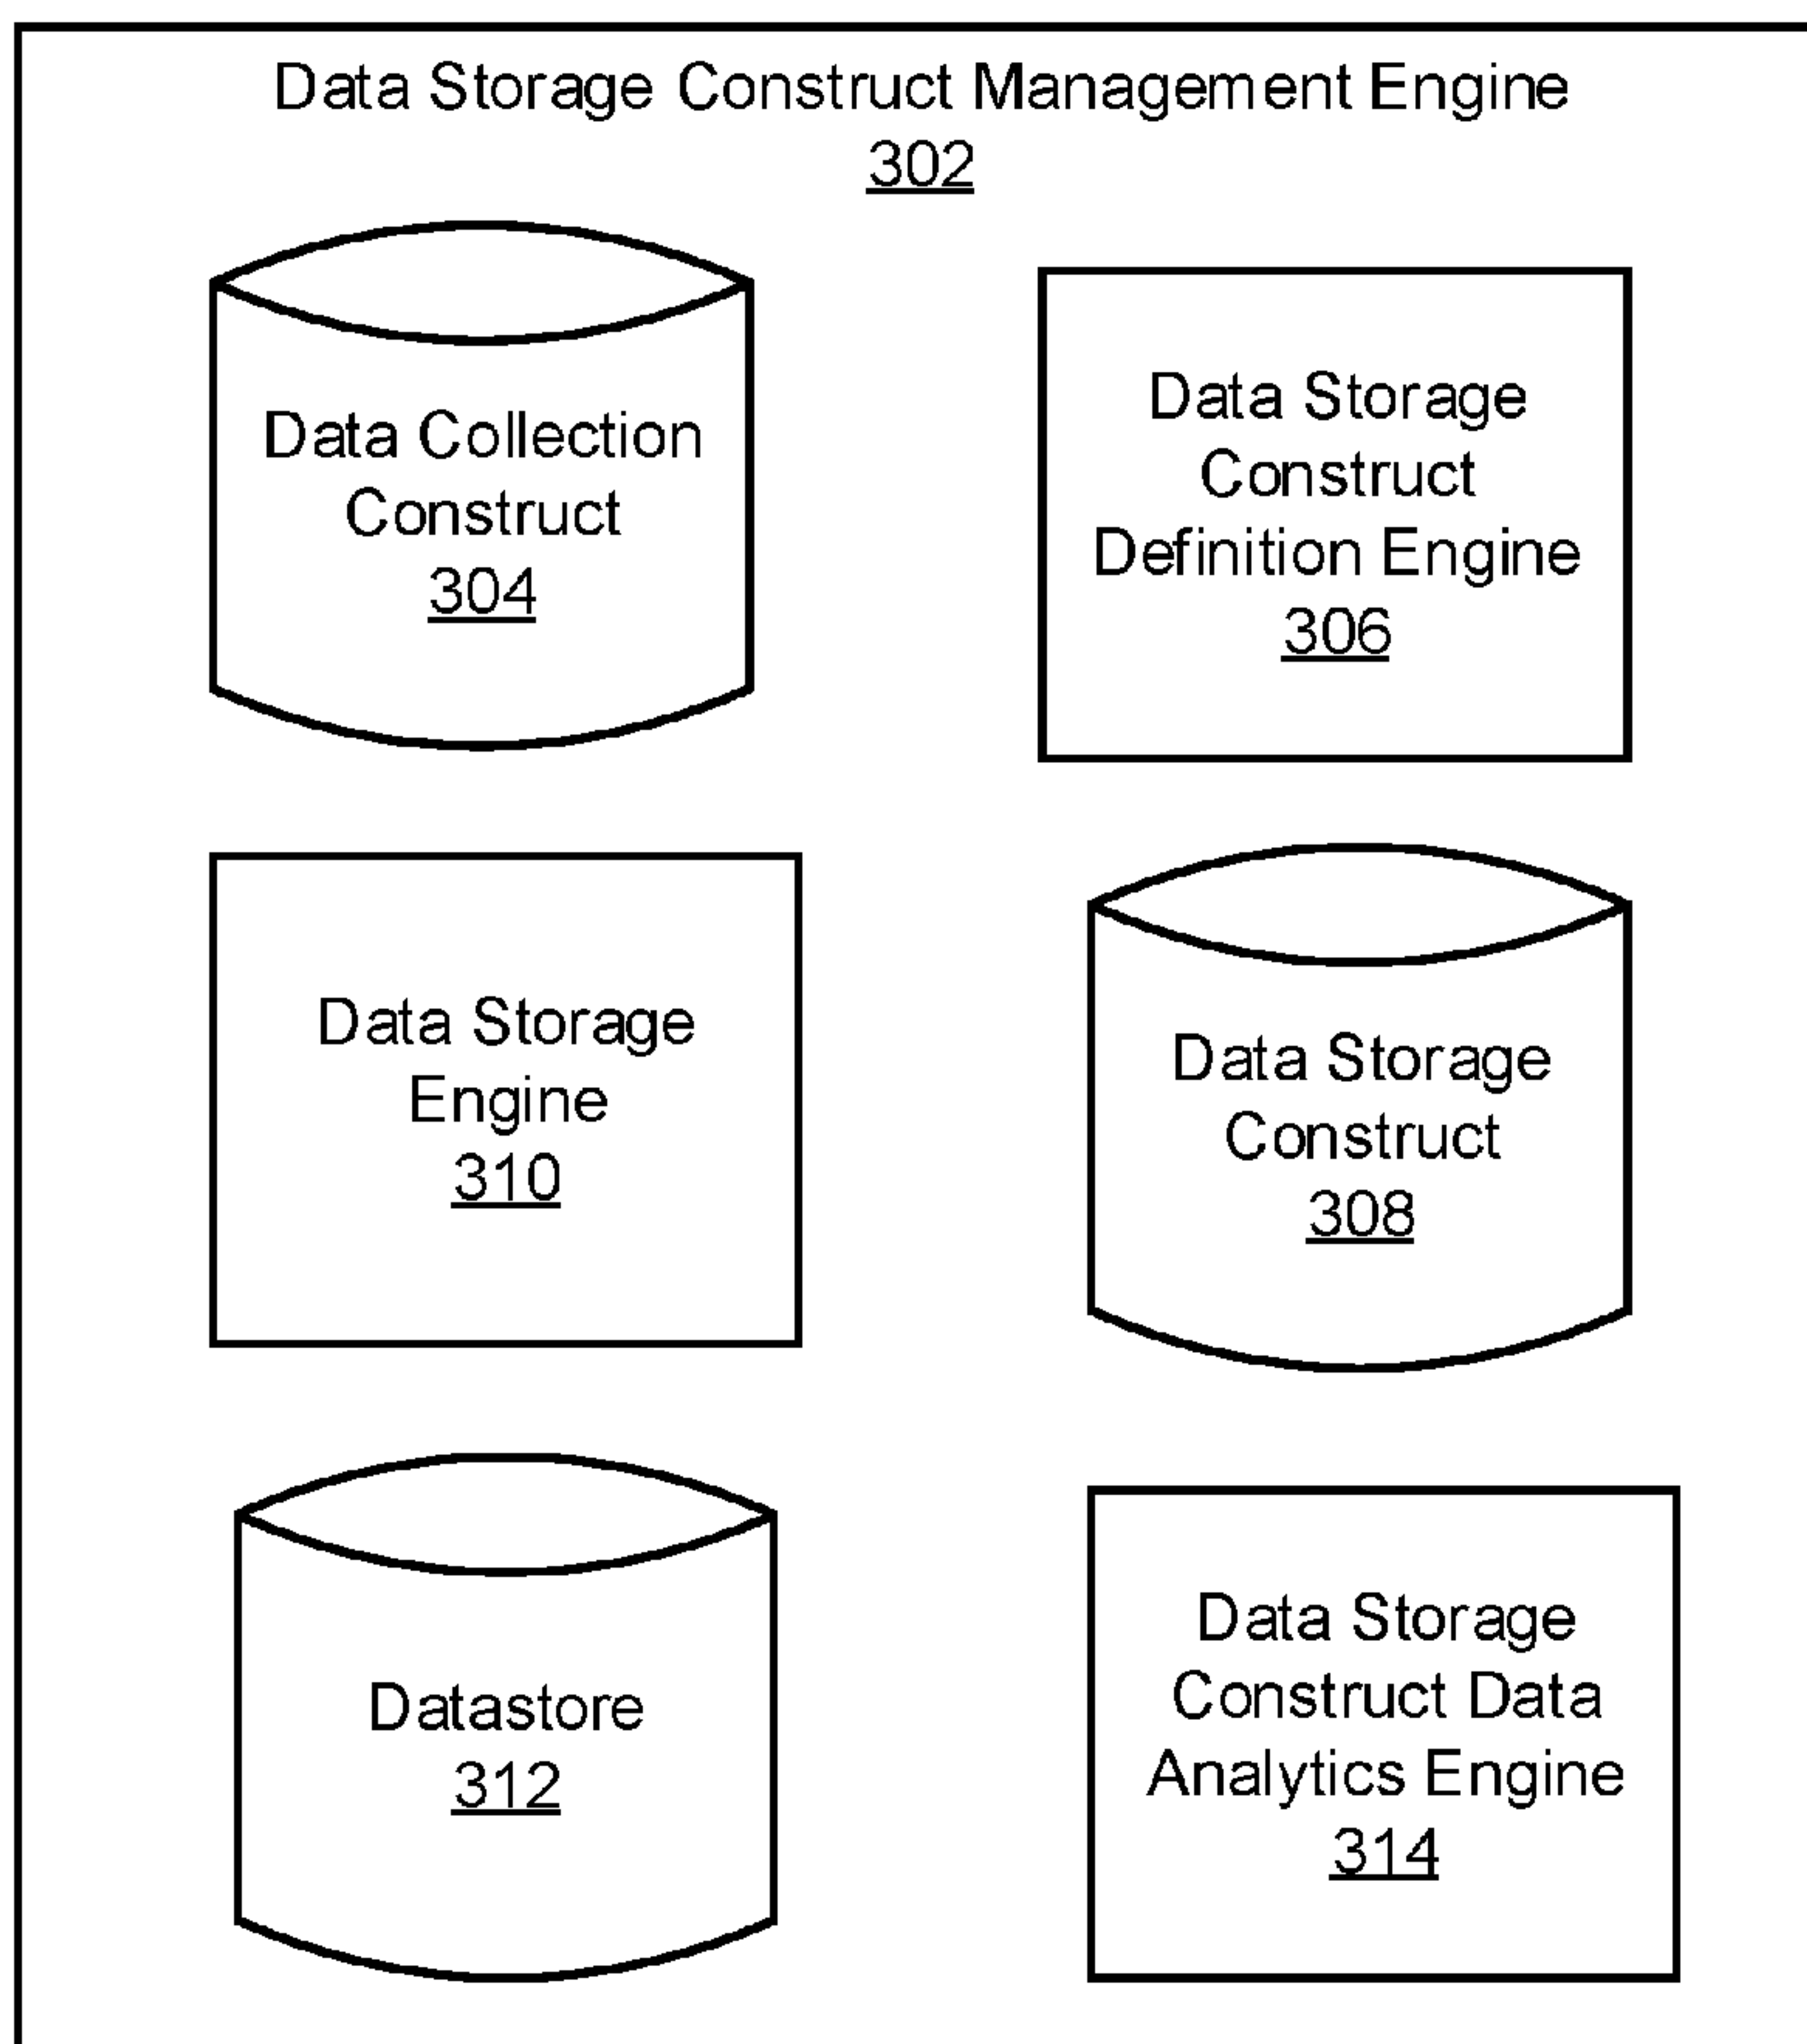 Data Storage Construct Management Engine
302
Data Collection
Construct
304
Data Storage
Construct
Definition Engine
306
Data Storage
Engine
310
Data Storage
Construct
308
Datastore
312
Data Storage
Construct Data
Analytics Engine
314